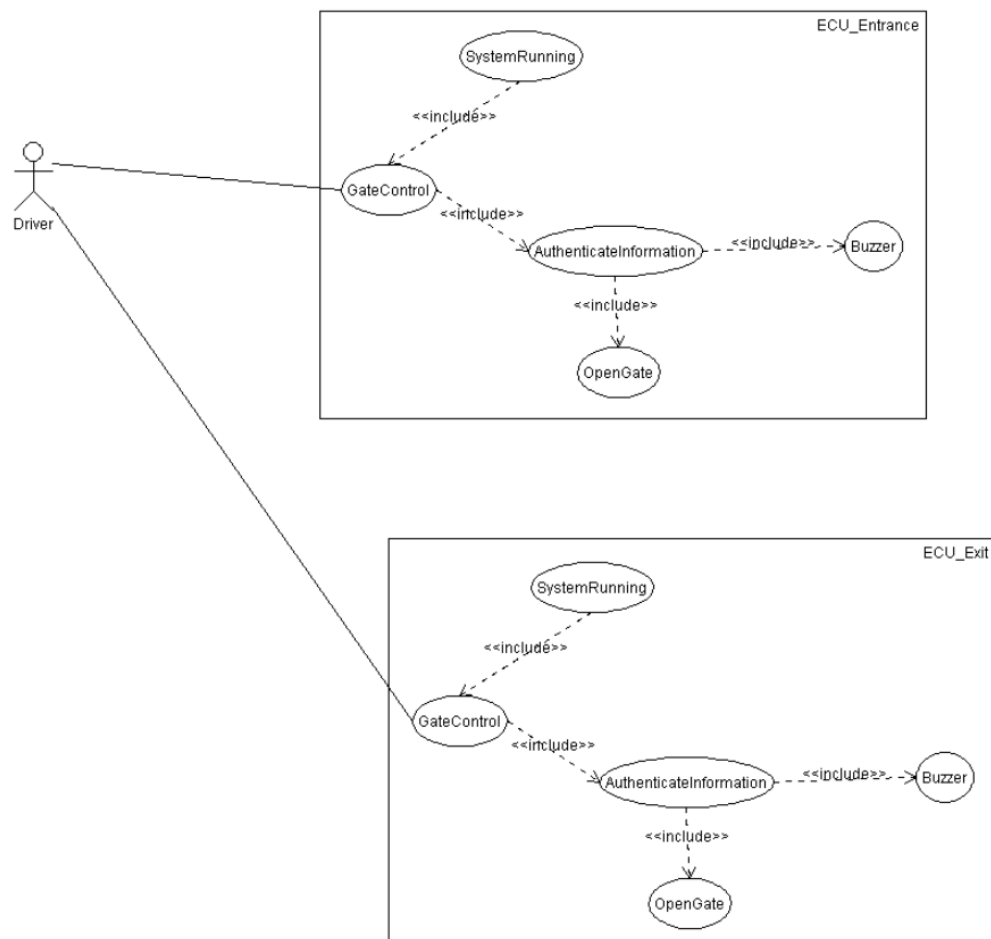 ECU_Entrance
SystemRunning
<<include>>
GateControl
<<include>>
Driver
AuthenticateInformation
<<include>>
Buzzer
<<include>>
OpenGate
ECU_Exit
SystemRunning
<<include>>
GateControl
<<include>>
AuthenticateInformation
<<include>>
Buzzer
<<include>>
OpenGate